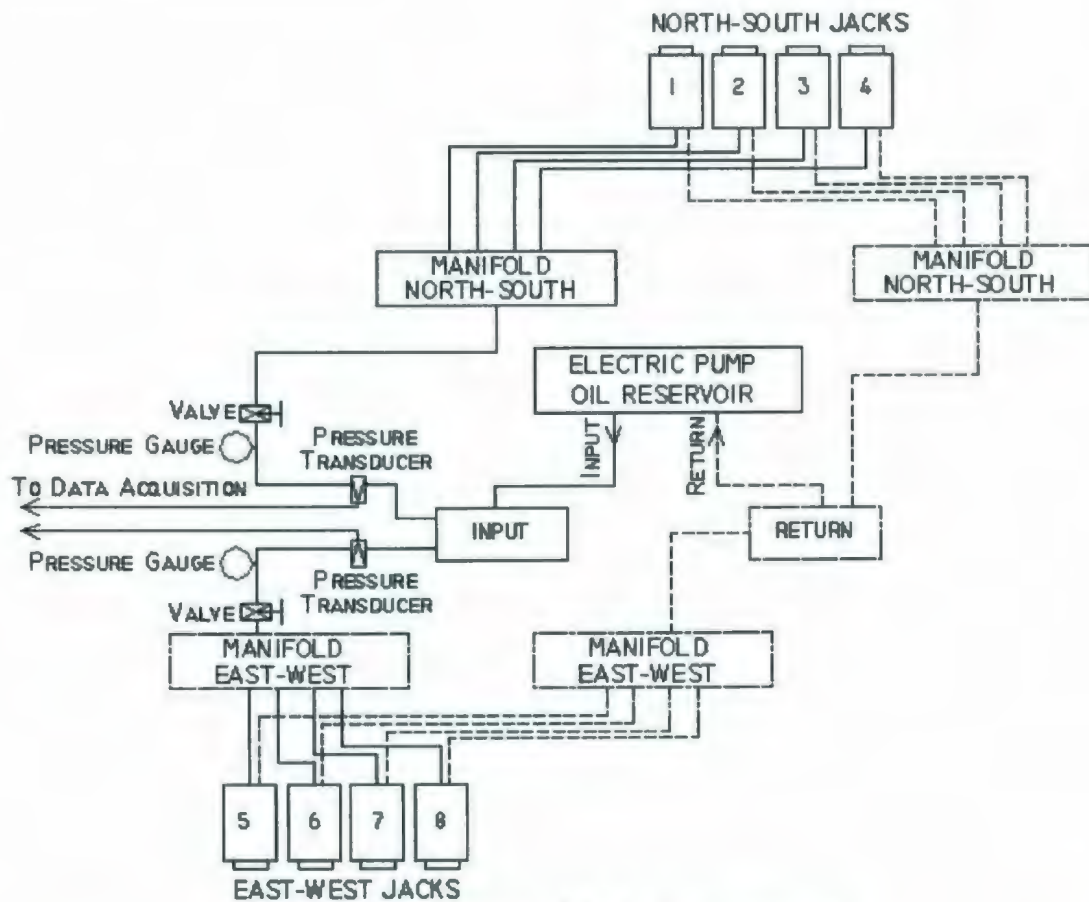 NORTH-SOUTH JACKS
1 2 3 4
MANIFOLD
NORTH-SOUTH
MANIFOLD
NORTH-SOUTH
ELECTRIC PUMP
OIL RESERVOIR
VALVE
PRESSURE GAUGE
PRESSURE
TRANSDUCER
INPUT
RETURN
TO DATA ACQUISITION
INPUT
RETURN
PRESSURE GAUGE
PRESSURE
TRANSDUCER
VALVE
MANIFOLD
EAST-WEST
MANIFOLD
EAST-WEST
5 6 7 8
EAST-WEST JACKS